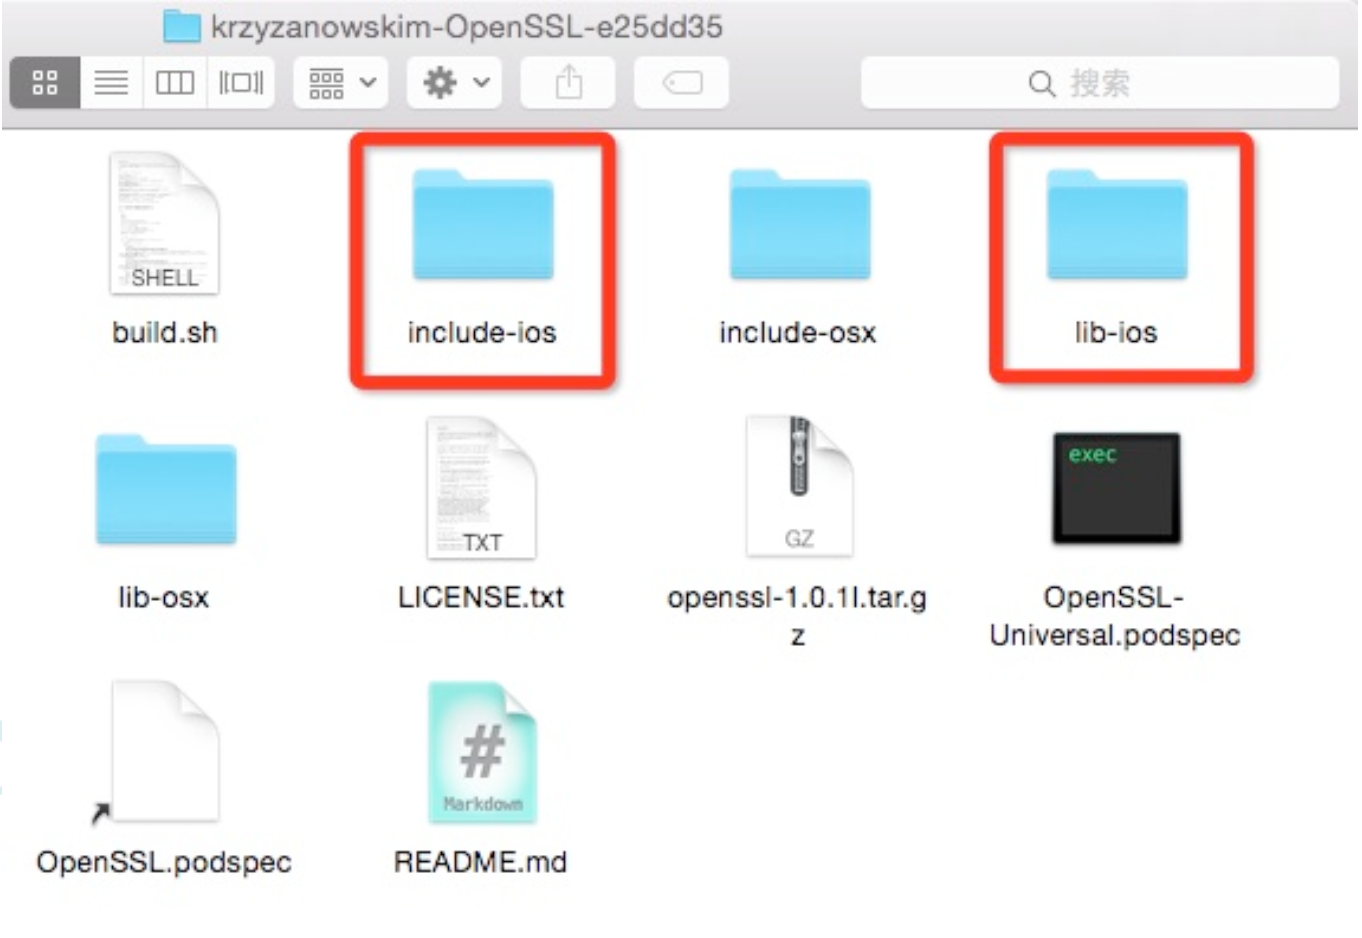 krzyzanowskim-OpenSSL-e25dd35
搜索
SHELL
build.sh
include-ios
include-osx
lib-ios
lib-osx
TXT
LICENSE.txt
GZ
openssl-1.0.1l.tar.g
z
exec
OpenSSL-
Universal.podspec
OpenSSL.podspec
#
Markdown
README.md